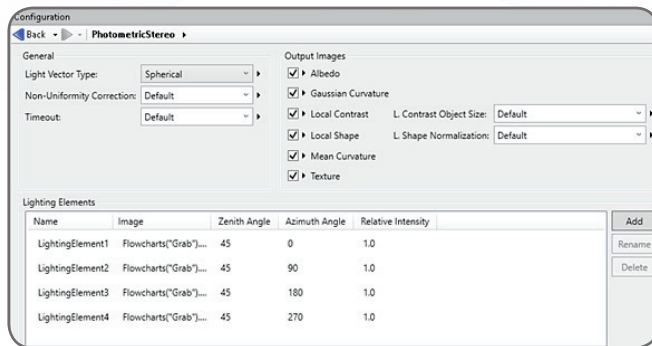 Configuration
Back PhotometricStereo
General
Light Vector Type: Spherical
Non-Uniformity Correction: Default
Timeout: Default
Output Images
Albedo
Gaussian Curvature
Local Contrast L. Contrast Object Size: Default
Local Shape L. Shape Normalization: Default
Mean Curvature
Texture
Lighting Elements
Name Image Zenith Angle Azimuth Angle Relative Intensity
LightingElement1 Flowcharts("Grab").... 45 0 1.0
LightingElement2 Flowcharts("Grab").... 45 90 1.0
LightingElement3 Flowcharts("Grab").... 45 180 1.0
LightingElement4 Flowcharts("Grab").... 45 270 1.0
Add
Rename
Delete